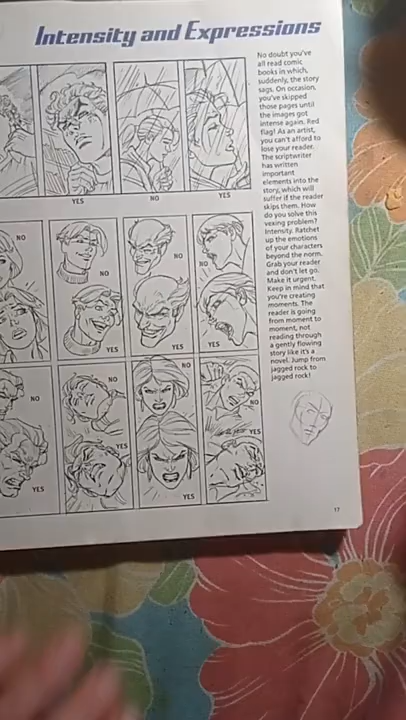 Intensity and Expressions
No doubt you've
all read comic
books in which,
suddenly, the story
sags. On occasion,
you've skipped
those pages until
the images got
intense again. Red
flag! As an artist,
you can't afford to
lose your reader.
The scriptwriter
has written
important
elements into the
story, which will
suffer if the reader
skips them. How
do you solve this
vexing problem?
Intensity. Ratchet
up the emotions
of your characters
beyond the norm.
Grab your reader
and don't let go.
Make it urgent.
Keep in mind that
you're creating
moments. The
reader is going
from moment to
moment, not
reading through
a gently flowing
story like it's a
novel. Jump from
jagged rock to
jagged rock!
YES
NO
YES
NO
NO
NO
NO
YES
YES
YES
NO
NO
NO
NO
YES
YES
YES
YES
17